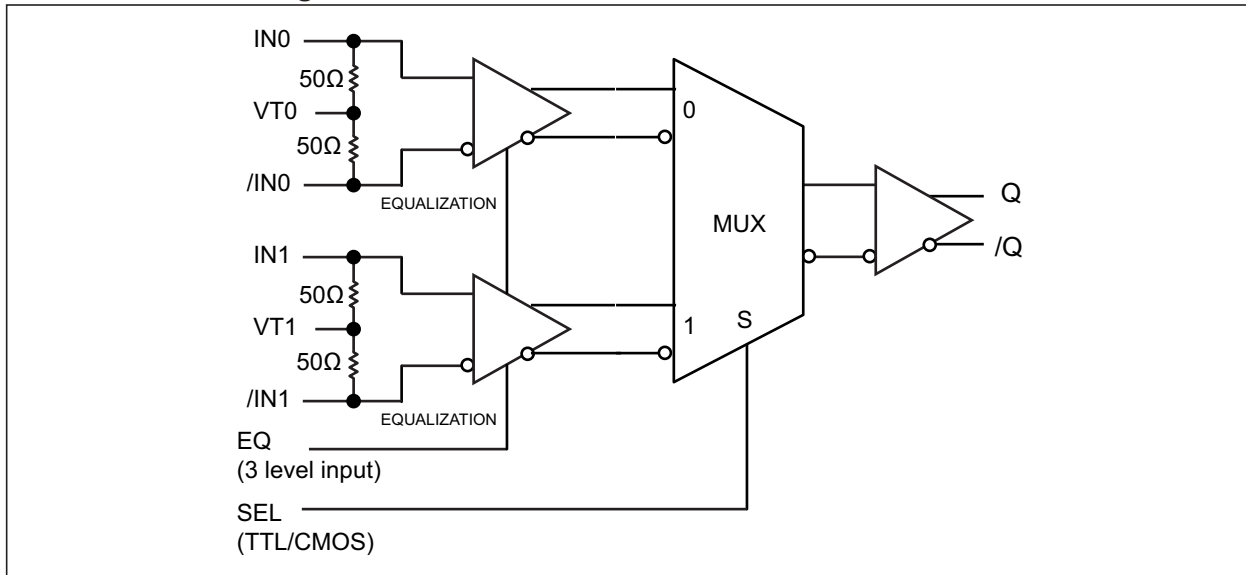 IN0
50Ω
VT0
50Ω
/IN0
EQUALIZATION
IN1
50Ω
VT1
50Ω
/IN1
EQUALIZATION
EQ
(3 level input)
SEL
(TTL/CMOS)
0
1
MUX
S
Q
/Q